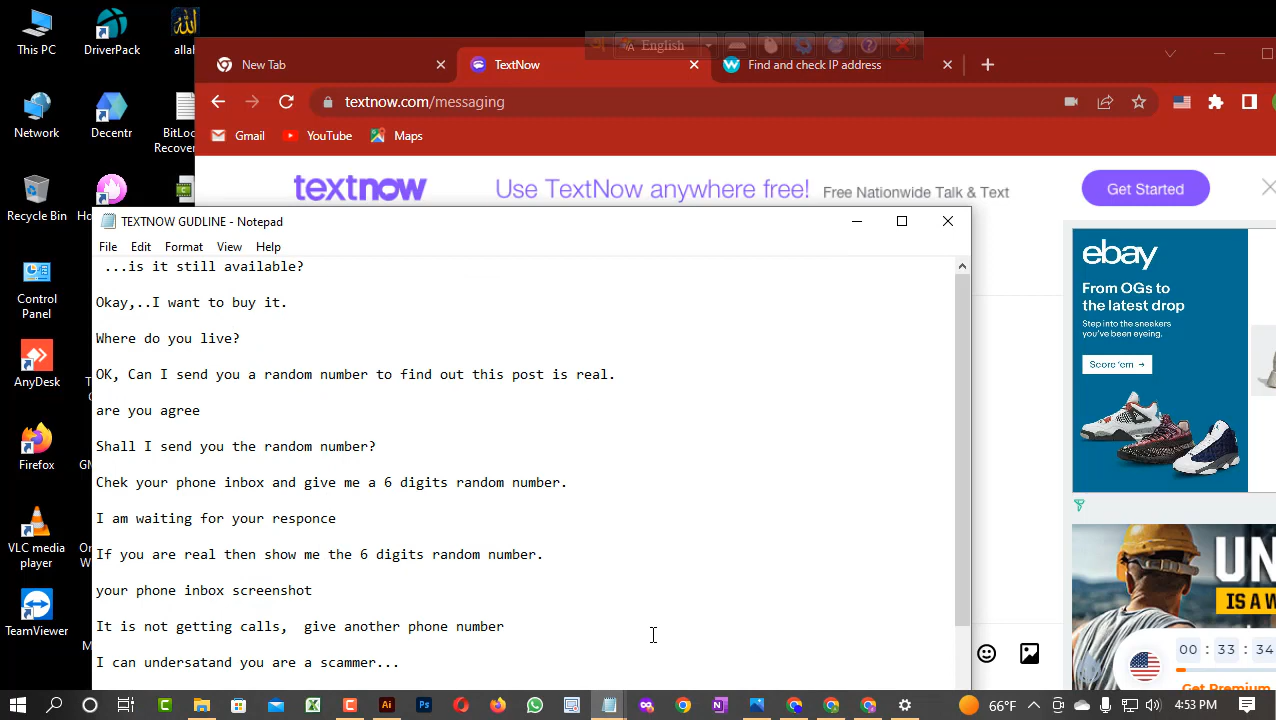 This PC
DriverPack
allal
Network
Decentr
BitLoc
Recover
Recycle Bin
Control
Panel
AnyDesk
Firefox
VLC media
player
TeamViewer
English
New Tab
TextNow
Find and check IP address
textnow.com/messaging
Gmail
YouTube
Maps
textnow
Use TextNow anywhere free!
Free Nationwide Talk & Text
Get Started
TEXTNOW GUDLINE - Notepad
File Edit Format View Help
...is it still available?
Okay,..I want to buy it.
Where do you live?
OK, Can I send you a random number to find out this post is real.
are you agree
Shall I send you the random number?
Chek your phone inbox and give me a 6 digits random number.
I am waiting for your responce
If you are real then show me the 6 digits random number.
your phone inbox screenshot
It is not getting calls,  give another phone number
I can undersatand you are a scammer...
ebay
From OGs to
the latest drop
Step into the sneakers
you've been eyeing.
Score 'em →
UN
IS A W
00 : 33 : 34
Get Premium
66°F
4:53 PM